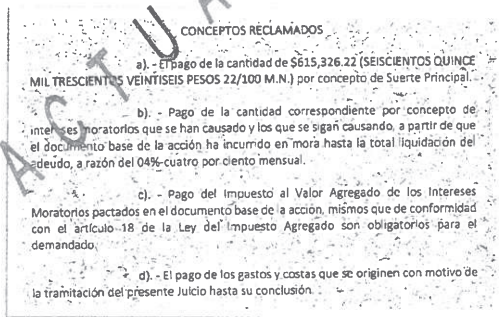 CONCEPTOS RECLAMADOS
a). - El pago de la cantidad de $615,326.22 (SEISCIENTOS QUINCE
MIL TRESCIENTOS VEINTISEIS PESOS 22/100 M.N.) por concepto de Suerte Principal.
b). - Pago de la cantidad correspondiente por concepto de
intereses moratorios que se han causado y los que se sigan causando, a partir de que
el documento base de la acción ha incurrido en mora hasta la total liquidación del
adeudo, a razón del 04%-cuatro por ciento mensual.
c). - Pago del Impuesto al Valor Agregado de los Intereses
Moratorios pactados en el documento base de la acción, mismos que de conformidad
con el artículo 18 de la Ley del Impuesto Agregado son obligatorios para el
demandado.
d). - El pago de los gastos y costas que se originen con motivo de
la tramitación del presente Juicio hasta su conclusión.
ACTUA